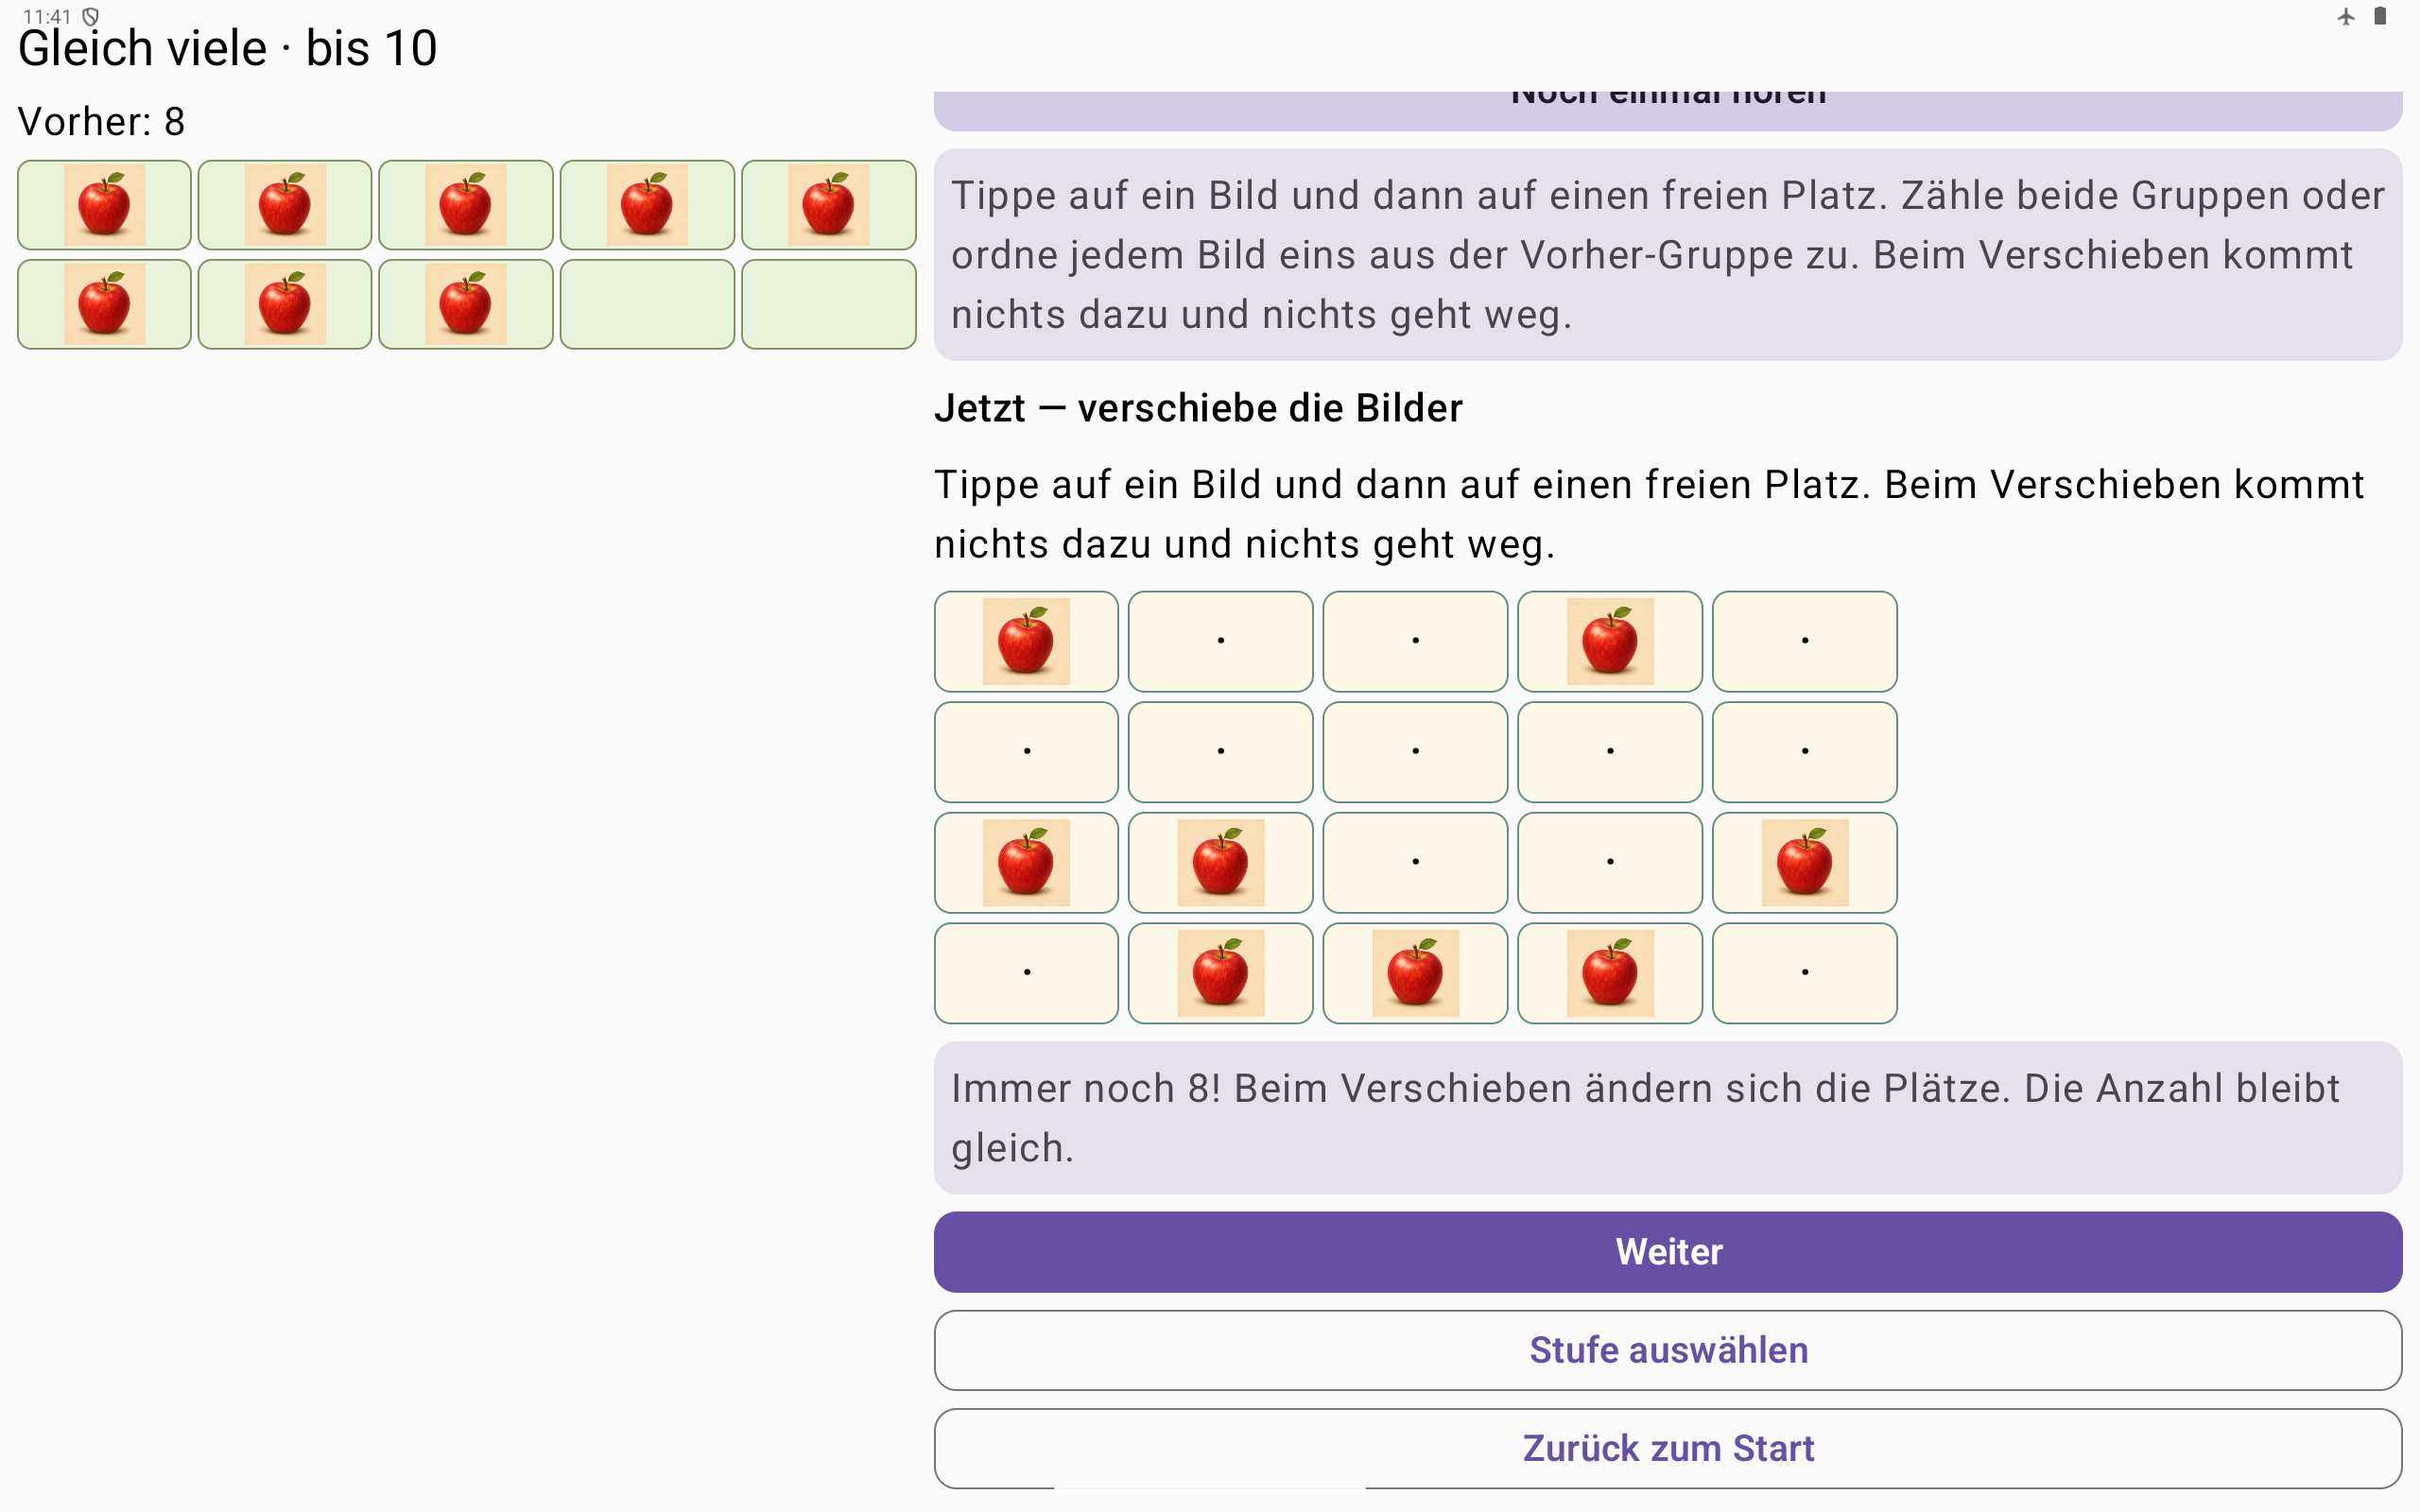 11:41
Gleich viele · bis 10
Vorher: 8
Noch einmal hören
Tippe auf ein Bild und dann auf einen freien Platz. Zähle beide Gruppen oder
ordne jedem Bild eins aus der Vorher-Gruppe zu. Beim Verschieben kommt
nichts dazu und nichts geht weg.
Jetzt — verschiebe die Bilder
Tippe auf ein Bild und dann auf einen freien Platz. Beim Verschieben kommt
nichts dazu und nichts geht weg.
Immer noch 8! Beim Verschieben ändern sich die Plätze. Die Anzahl bleibt
gleich.
Weiter
Stufe auswählen
Zurück zum Start